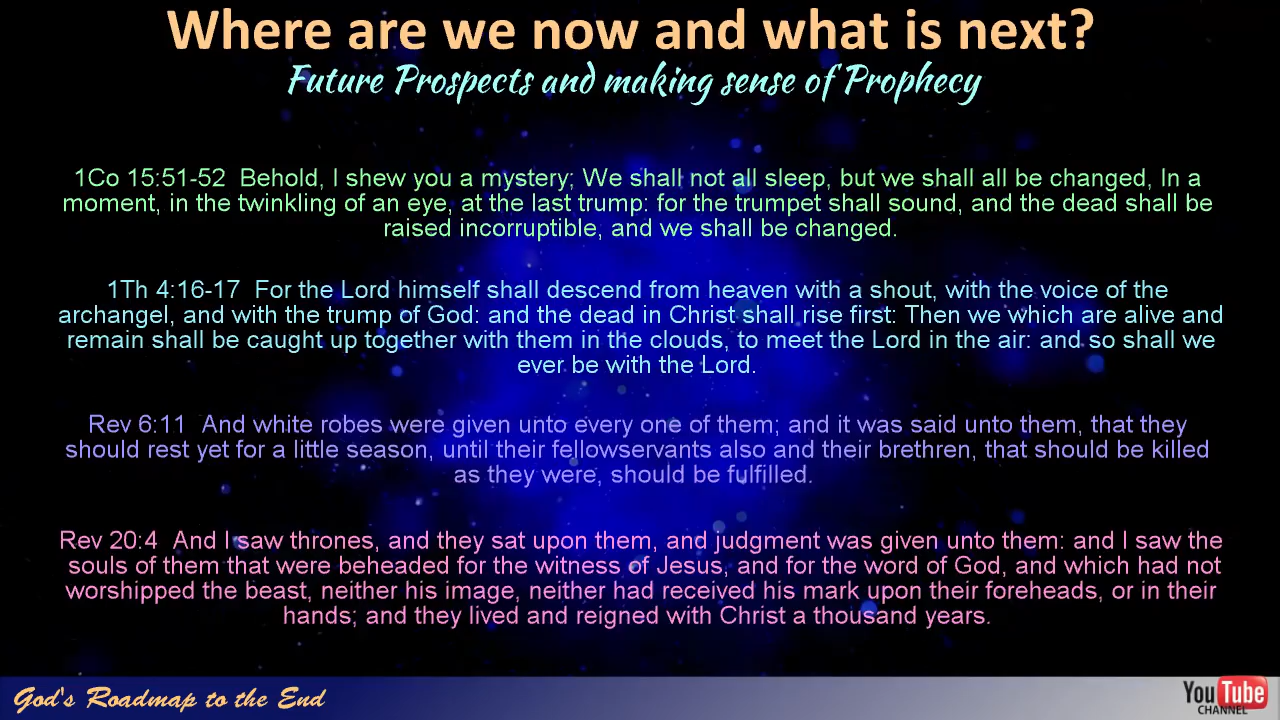 Where are we now and what is next?
Future Prospects and making sense of Prophecy
1Co 15:51-52  Behold, I shew you a mystery; We shall not all sleep, but we shall all be changed, In a
moment, in the twinkling of an eye, at the last trump: for the trumpet shall sound, and the dead shall be
raised incorruptible, and we shall be changed.
1Th 4:16-17  For the Lord himself shall descend from heaven with a shout, with the voice of the
archangel, and with the trump of God: and the dead in Christ shall rise first: Then we which are alive and
remain shall be caught up together with them in the clouds, to meet the Lord in the air: and so shall we
ever be with the Lord.
Rev 6:11  And white robes were given unto every one of them; and it was said unto them, that they
should rest yet for a little season, until their fellowservants also and their brethren, that should be killed
as they were, should be fulfilled.
Rev 20:4  And I saw thrones, and they sat upon them, and judgment was given unto them: and I saw the
souls of them that were beheaded for the witness of Jesus, and for the word of God, and which had not
worshipped the beast, neither his image, neither had received his mark upon their foreheads, or in their
hands; and they lived and reigned with Christ a thousand years.
God's Roadmap to the End
YouTube
CHANNEL